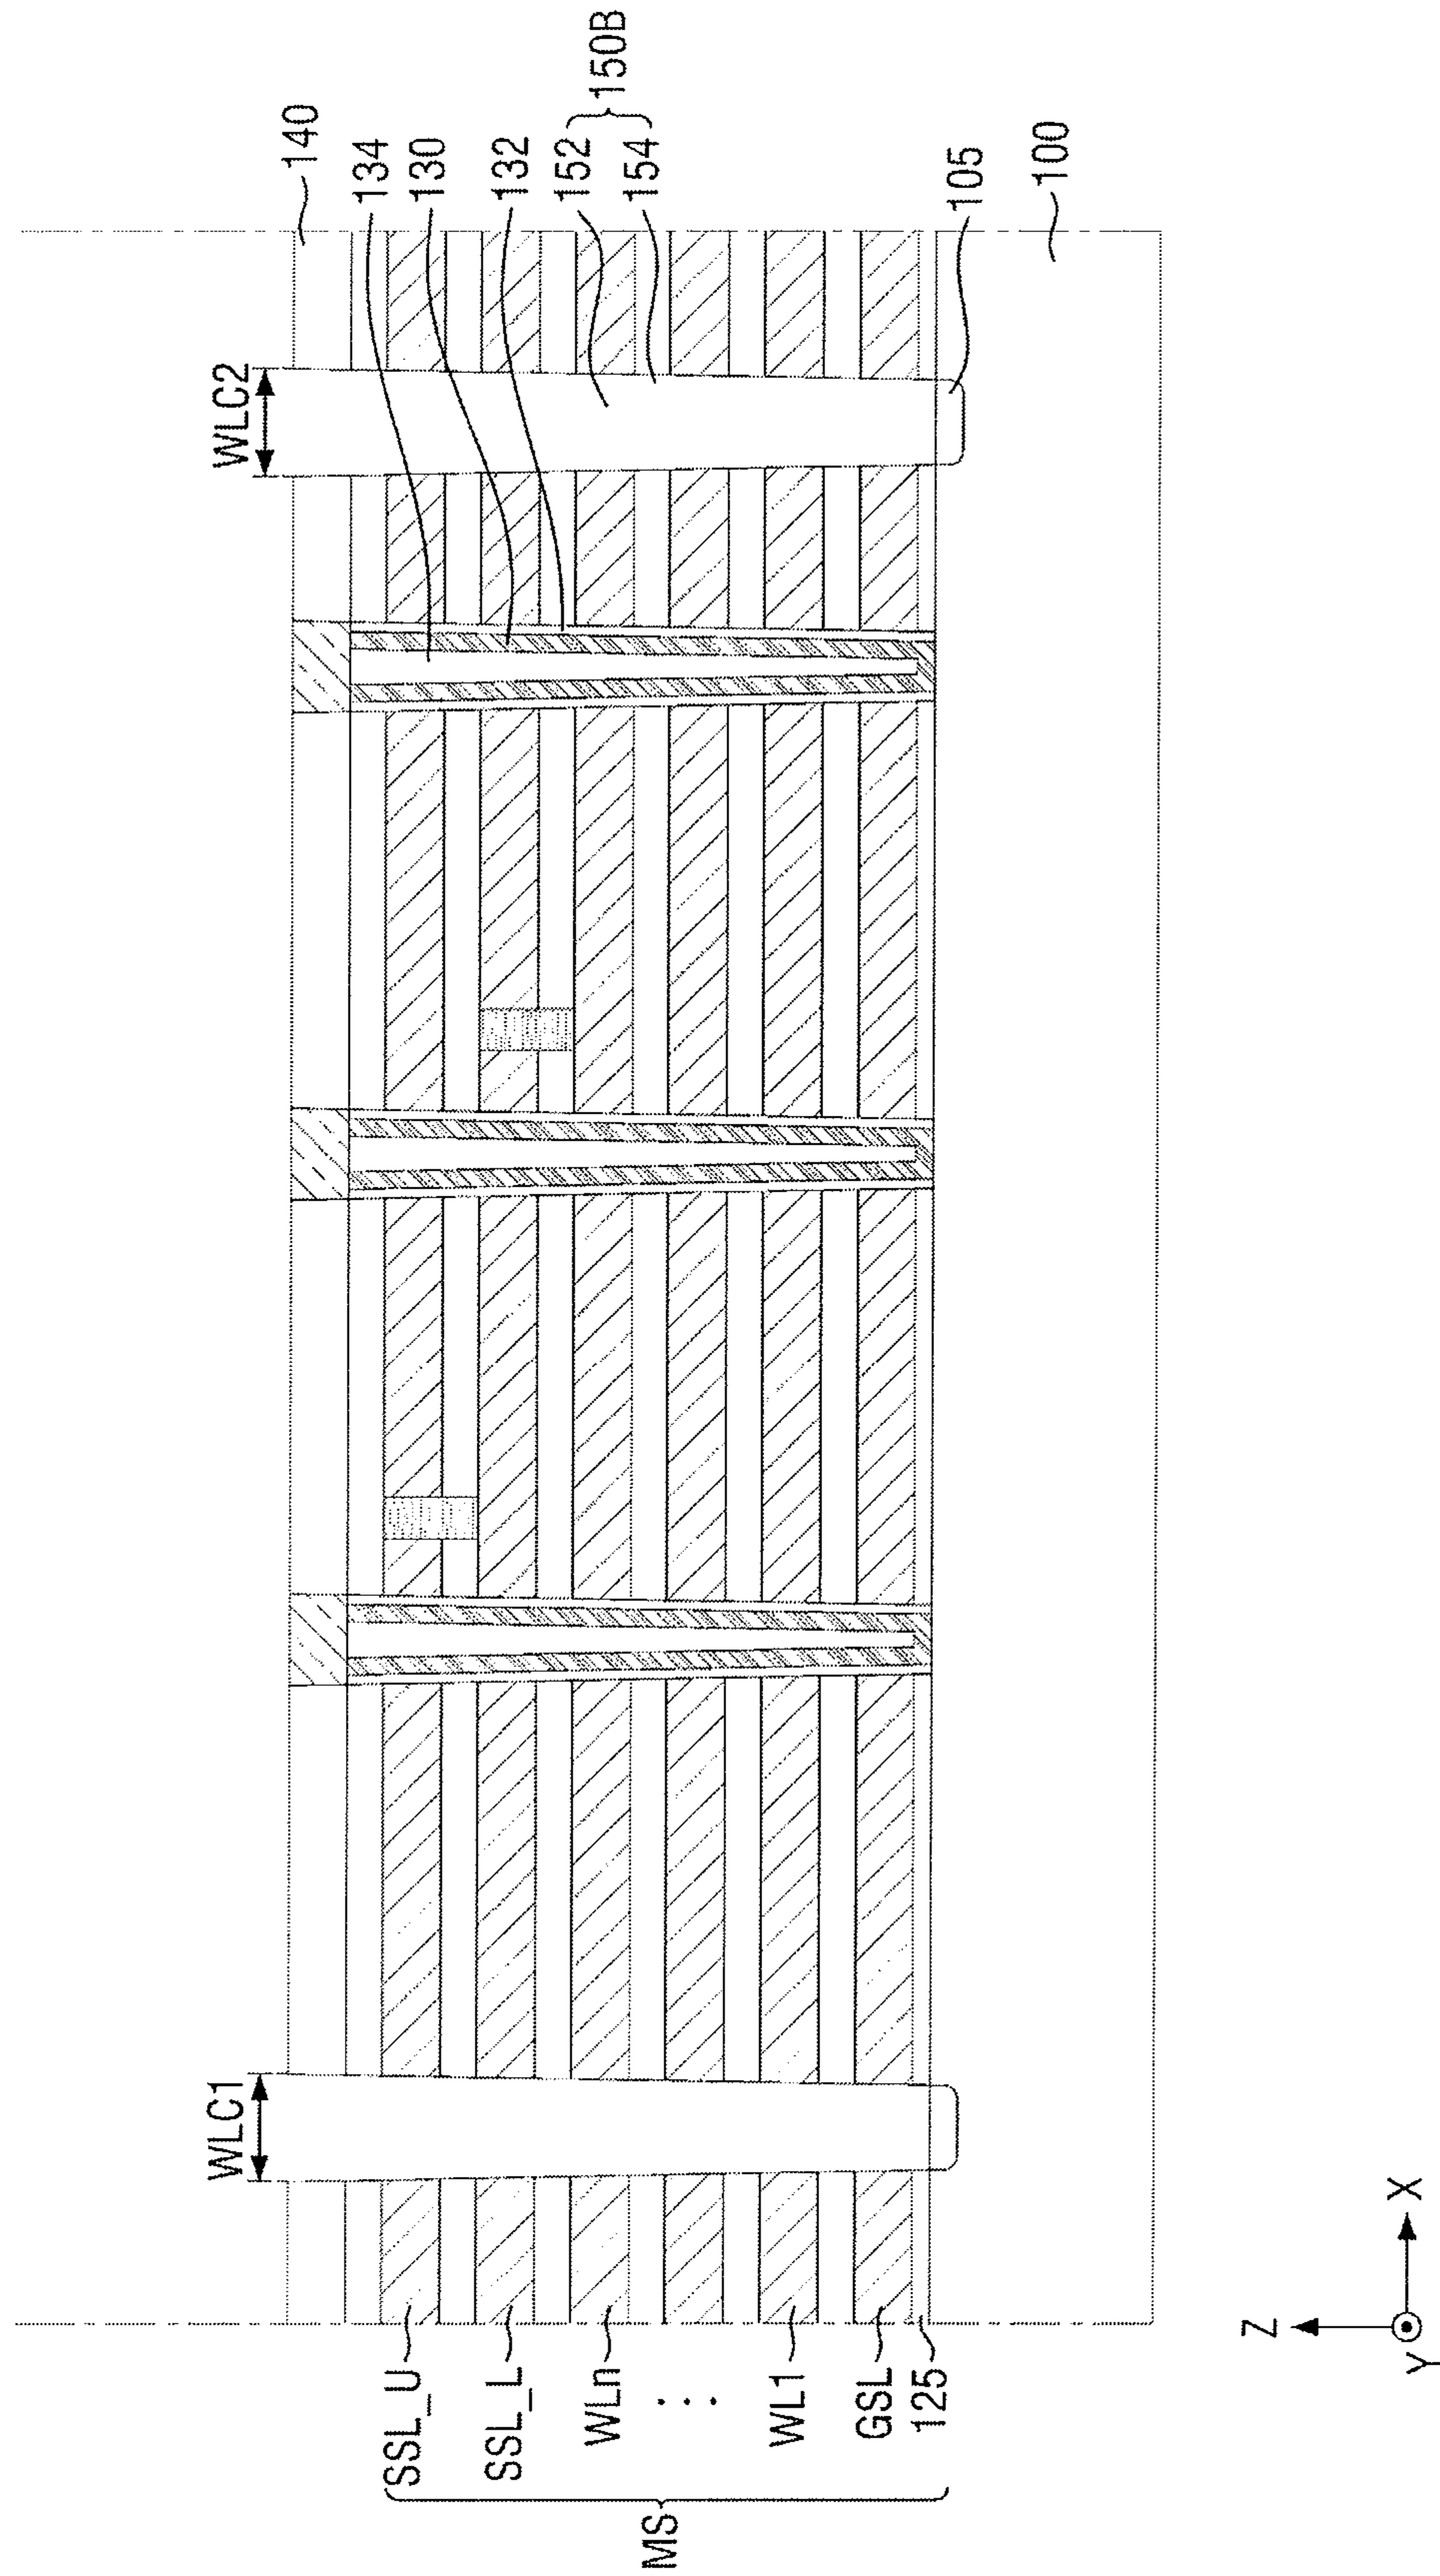 WLC1
WLC2
140
134
130
132
152
154
150B
105
100
SSL_U
SSL_L
WLn
⋮
WL1
GSL
125
MS
Z
Y
X